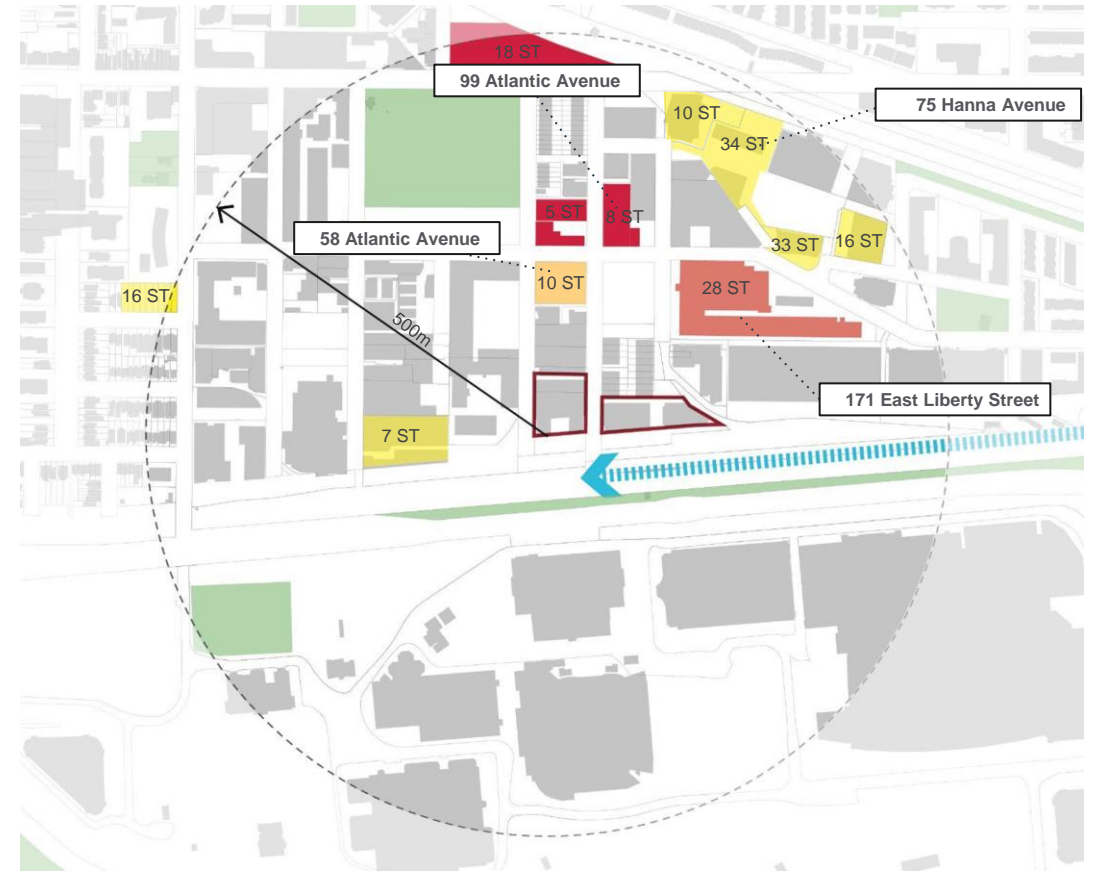 18 ST
99 Atlantic Avenue
75 Hanna Avenue
10 ST
34 ST
5 ST
8 ST
58 Atlantic Avenue
33 ST
16 ST
10 ST
28 ST
16 ST
500m
171 East Liberty Street
7 ST